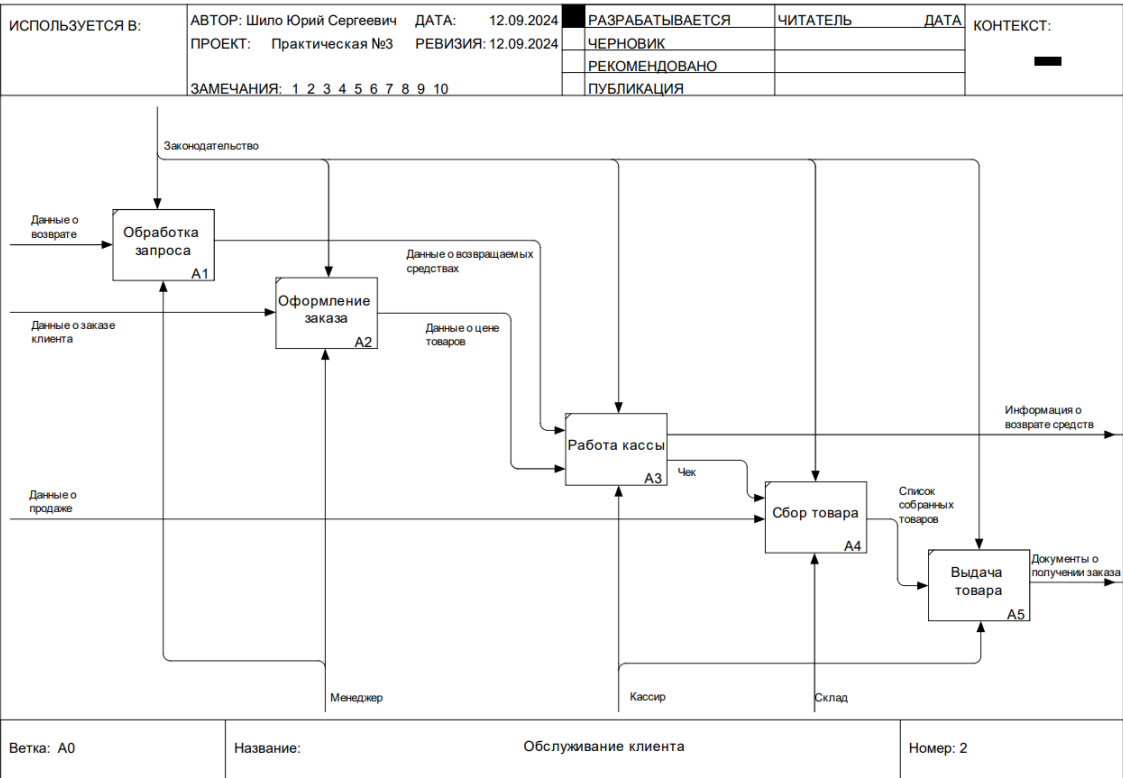 ИСПОЛЬЗУЕТСЯ В:
АВТОР: Шило Юрий Сергеевич ДАТА: 12.09.2024
ПРОЕКТ: Практическая №3 РЕВИЗИЯ: 12.09.2024
ЗАМЕЧАНИЯ: 1 2 3 4 5 6 7 8 9 10
РАЗРАБАТЫВАЕТСЯ
ЧЕРНОВИК
РЕКОМЕНДОВАНО
ПУБЛИКАЦИЯ
ЧИТАТЕЛЬ ДАТА
КОНТЕКСТ:
Законодательство
Данные о
возврате
Обработка
запроса
A1
Данные о возвращаемых
средствах
Оформление
заказа
A2
Данные о заказе
клиента
Данные о цене
товаров
Информация о
возврате средств
Работа кассы
A3
Чек
Данные о
продаже
Сбор товара
A4
Список
собранных
товаров
Выдача
товара
A5
Документы о
получении заказа
Менеджер
Кассир
Склад
Ветка: A0
Название:
Обслуживание клиента
Номер: 2